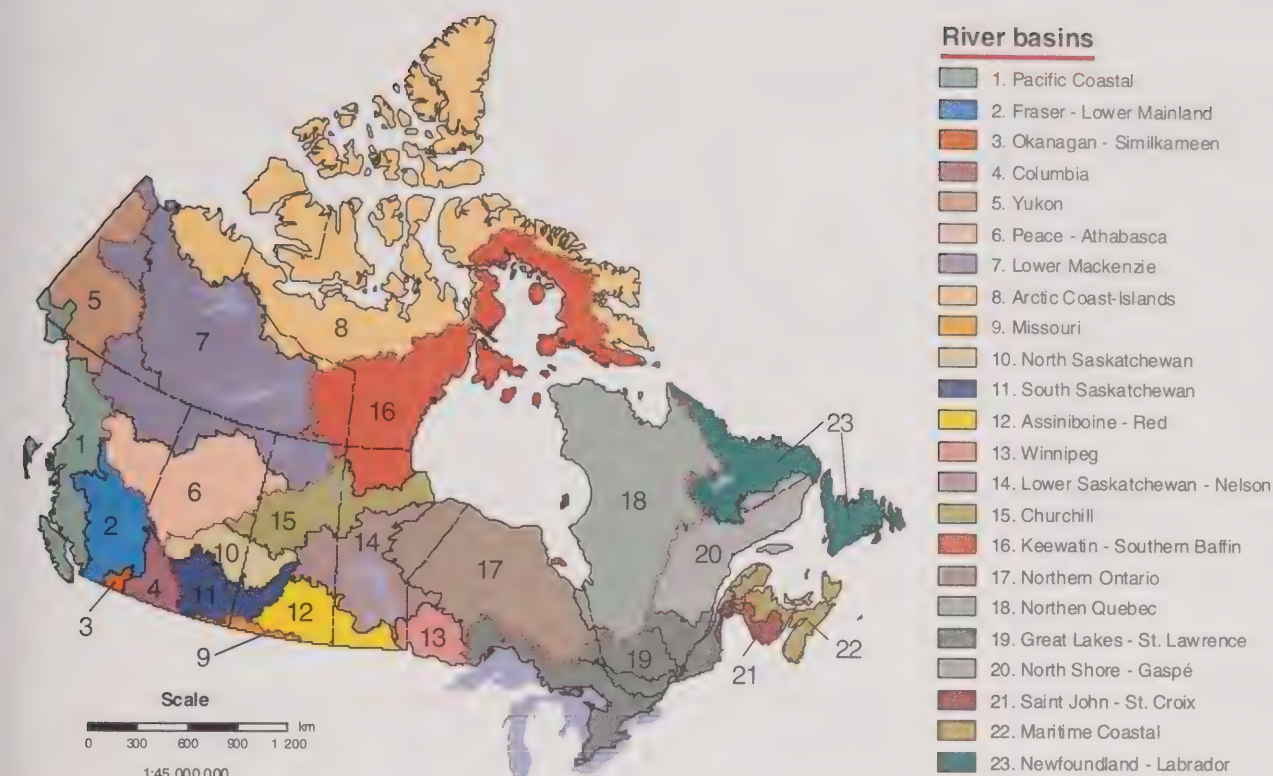 River basins
1. Pacific Coastal
2. Fraser - Lower Mainland
3. Okanagan - Similkameen
4. Columbia
5. Yukon
6. Peace - Athabasca
7. Lower Mackenzie
8. Arctic Coast-Islands
9. Missouri
10. North Saskatchewan
11. South Saskatchewan
12. Assiniboine - Red
13. Winnipeg
14. Lower Saskatchewan - Nelson
15. Churchill
16. Keewatin - Southern Baffin
17. Northern Ontario
18. Northen Quebec
19. Great Lakes - St. Lawrence
20. North Shore - Gaspé
21. Saint John - St. Croix
22. Maritime Coastal
23. Newfoundland - Labrador
5
8
7
16
23
1
6
18
2
15
10
14
20
17
4
11
12
3
13
9
19
22
21
Scale
km
0 300 600 900 1 200
1:45 000 000